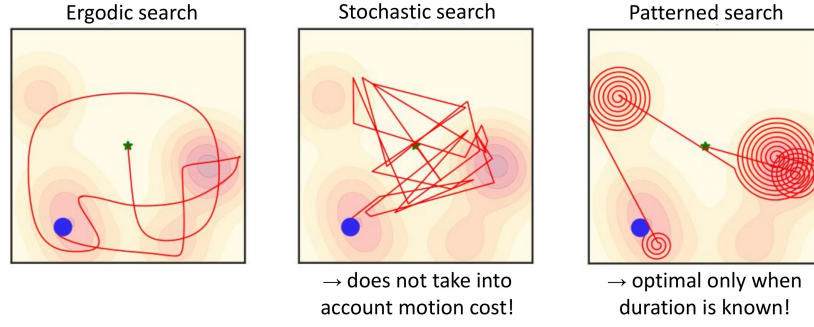 Ergodic search
Stochastic search
Patterned search
→ does not take into
account motion cost!
→ optimal only when
duration is known!